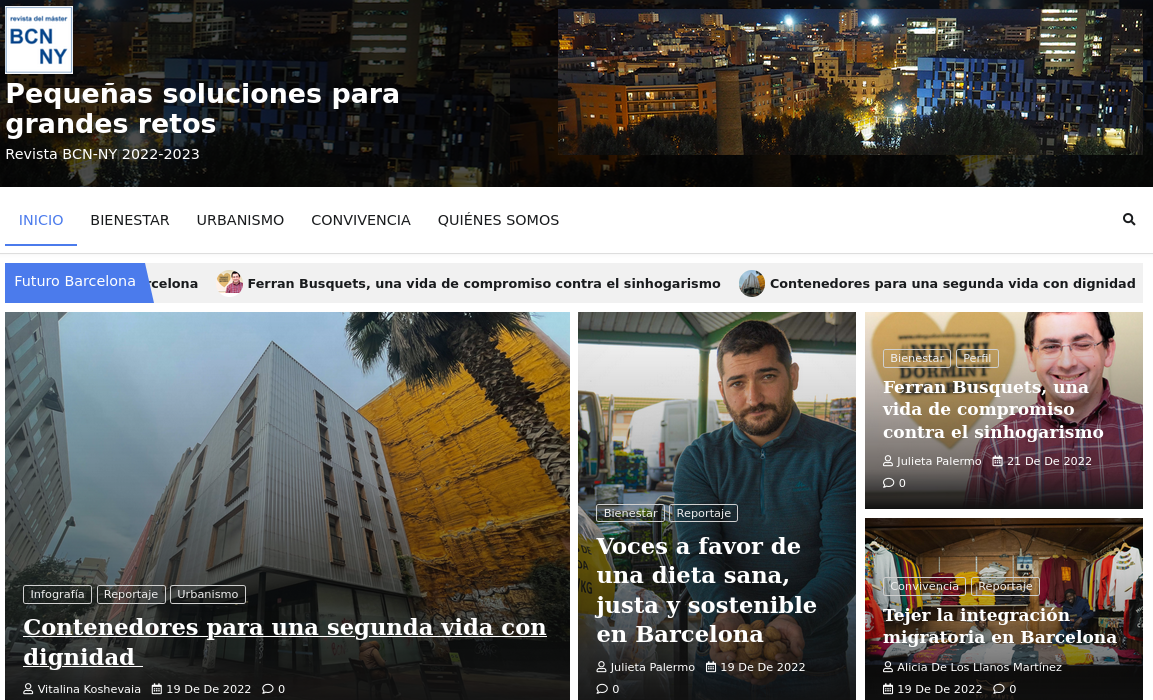 revista del máster
BCN
NY
Pequeñas soluciones para
grandes retos
Revista BCN-NY 2022-2023
INICIO BIENESTAR URBANISMO CONVIVENCIA QUIÉNES SOMOS
Futuro Barcelona rcelona Ferran Busquets, una vida de compromiso contra el sinhogarismo Contenedores para una segunda vida con dignidad
Infografía Reportaje Urbanismo
Contenedores para una segunda vida con
dignidad
Vitalina Koshevaia 19 De De 2022 0
Bienestar Reportaje
Voces a favor de
una dieta sana,
justa y sostenible
en Barcelona
Julieta Palermo 19 De De 2022
0
NINGÚ
DORMINT
Bienestar Perfil
Ferran Busquets, una
vida de compromiso
contra el sinhogarismo
Julieta Palermo 21 De De 2022
0
Convivencia Reportaje
Tejer la integración
migratoria en Barcelona
Alicia De Los Llanos Martínez
19 De De 2022 0